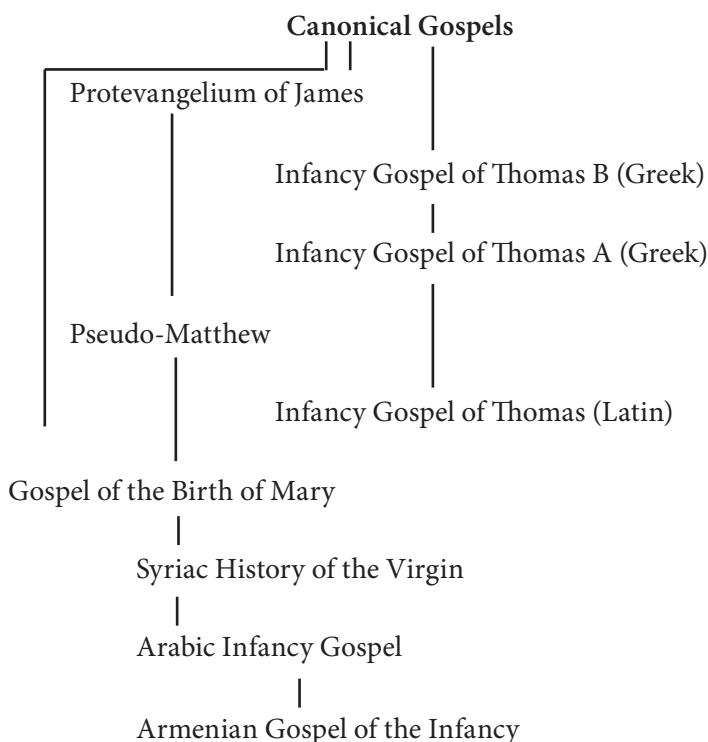 Canonical Gospels
Protevangelium of James
Infancy Gospel of Thomas B (Greek)
Infancy Gospel of Thomas A (Greek)
Pseudo-Matthew
Infancy Gospel of Thomas (Latin)
Gospel of the Birth of Mary
Syriac History of the Virgin
Arabic Infancy Gospel
Armenian Gospel of the Infancy